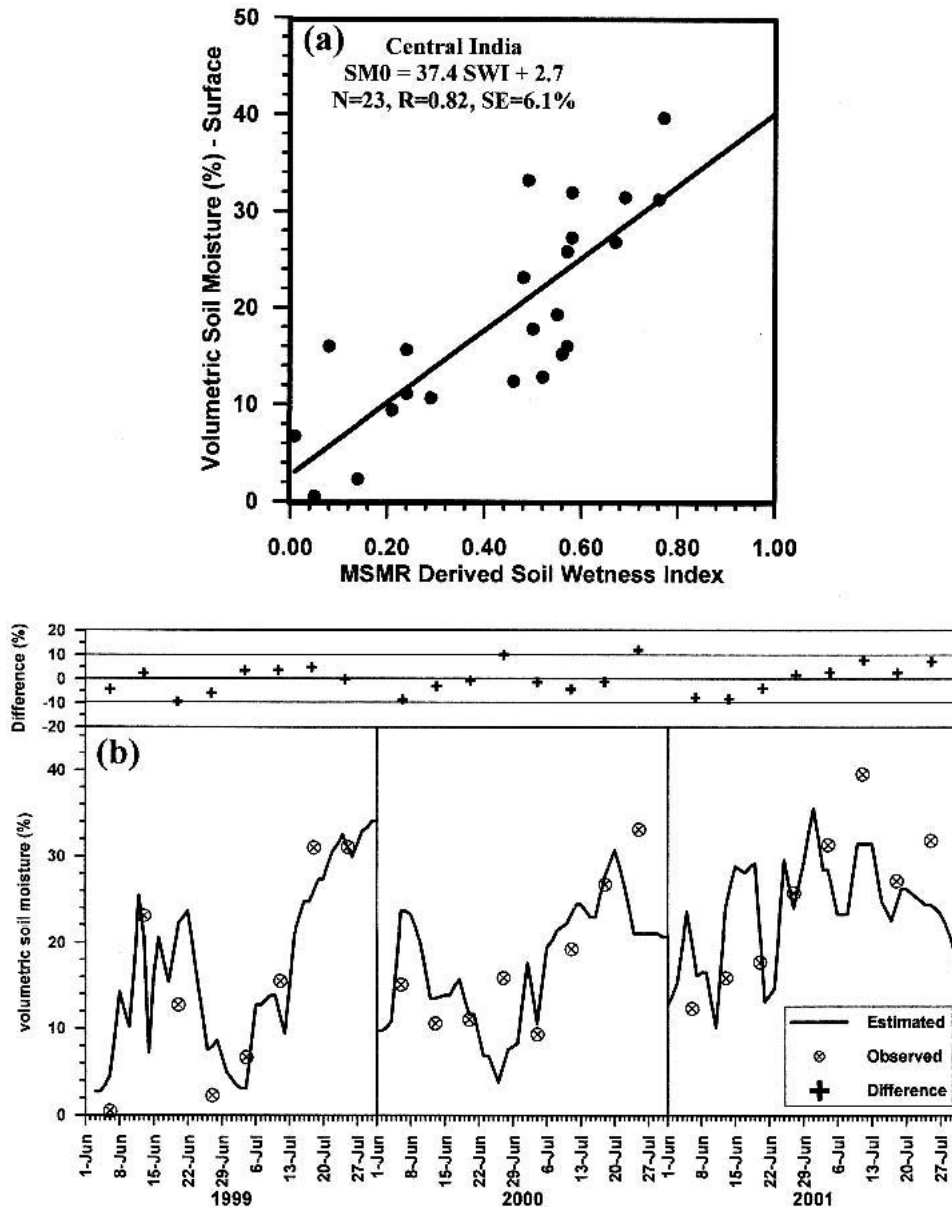 (a)
Central India
SM0 = 37.4 SWI + 2.7
N=23, R=0.82, SE=6.1%
Volumetric Soil Moisture (%) - Surface
50
40
30
20
10
0
0.00 0.20 0.40 0.60 0.80 1.00
MSMR Derived Soil Wetness Index
Difference (%)
20
10
0
-10
-20
(b)
volumetric soil moisture (%)
40
30
20
10
0
Estimated
Observed
Difference
1-Jun 8-Jun 15-Jun 22-Jun 29-Jun 6-Jul 13-Jul 20-Jul 27-Jul 1-Jun 8-Jun 15-Jun 22-Jun 29-Jun 6-Jul 13-Jul 20-Jul 27-Jul 1-Jun 8-Jun 15-Jun 22-Jun 29-Jun 6-Jul 13-Jul 20-Jul 27-Jul
1999 2000 2001